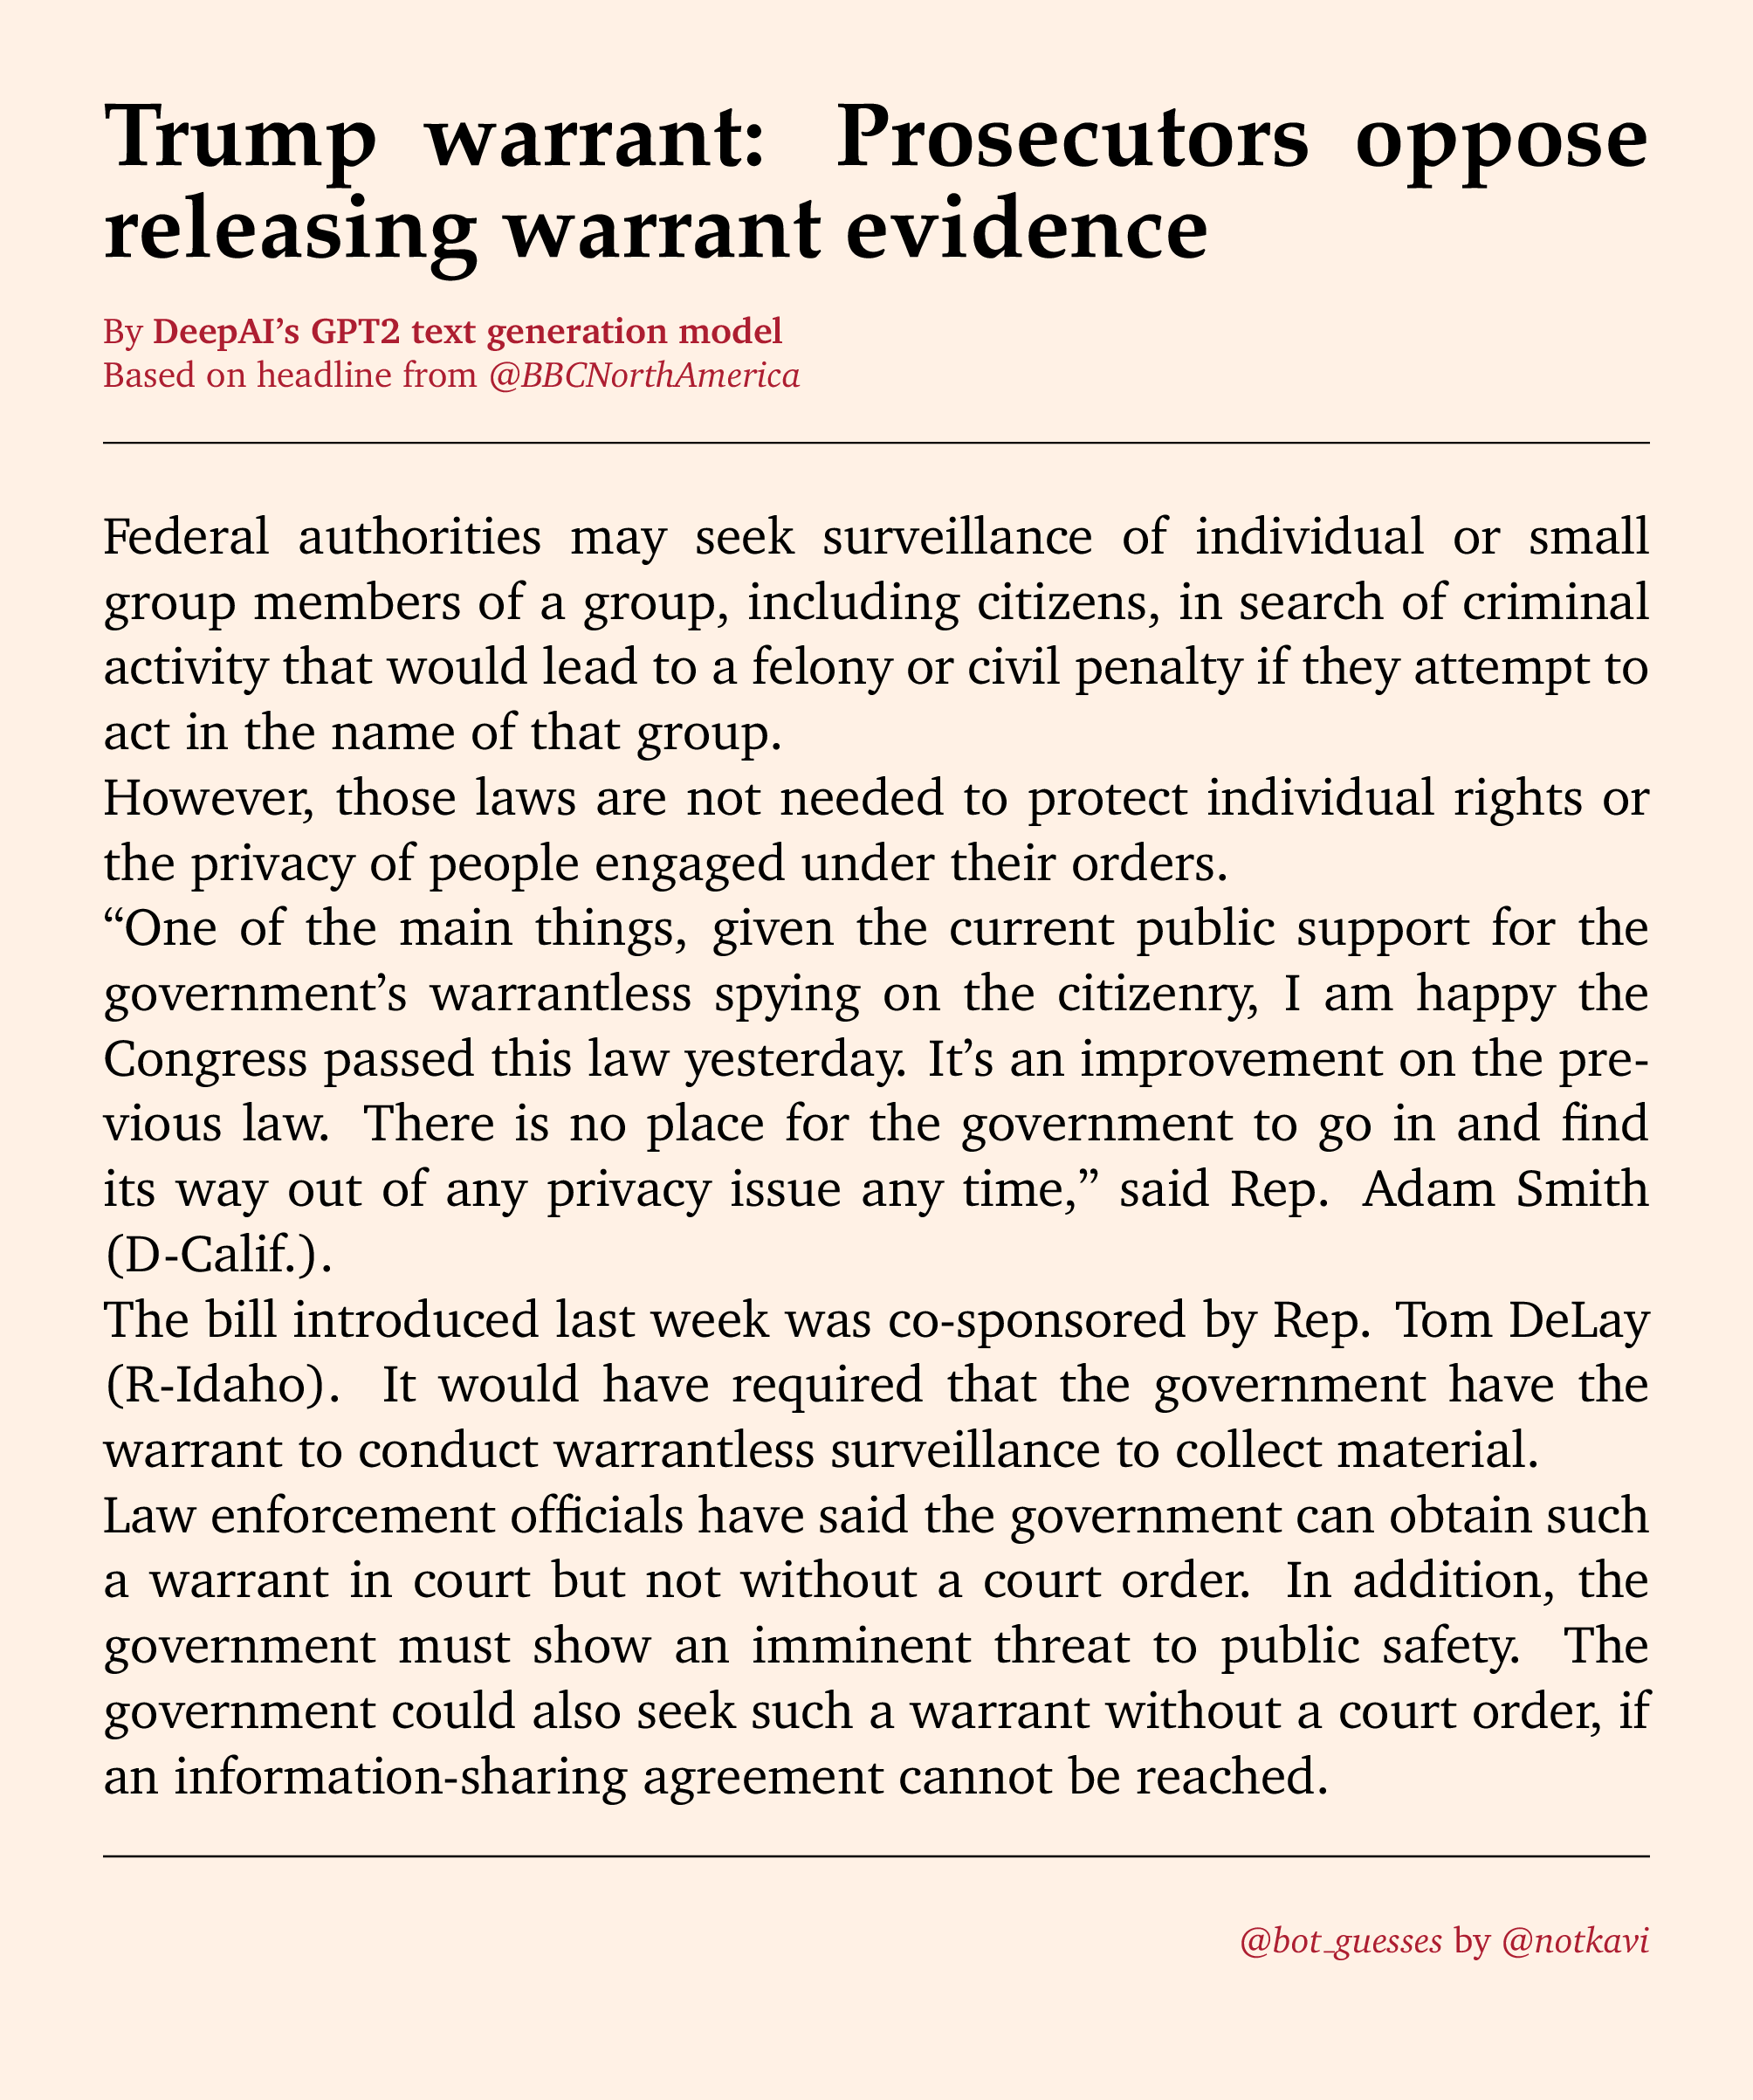 Trump warrant: Prosecutors oppose
releasing warrant evidence
By DeepAI’s GPT2 text generation model
Based on headline from @BBCNorthAmerica
Federal authorities may seek surveillance of individual or small
group members of a group, including citizens, in search of criminal
activity that would lead to a felony or civil penalty if they attempt to
act in the name of that group.
However, those laws are not needed to protect individual rights or
the privacy of people engaged under their orders.
“One of the main things, given the current public support for the
government’s warrantless spying on the citizenry, I am happy the
Congress passed this law yesterday. It’s an improvement on the pre-
vious law. There is no place for the government to go in and find
its way out of any privacy issue any time,” said Rep. Adam Smith
(D-Calif.).
The bill introduced last week was co-sponsored by Rep. Tom DeLay
(R-Idaho). It would have required that the government have the
warrant to conduct warrantless surveillance to collect material.
Law enforcement officials have said the government can obtain such
a warrant in court but not without a court order. In addition, the
government must show an imminent threat to public safety. The
government could also seek such a warrant without a court order, if
an information-sharing agreement cannot be reached.
@bot_guesses by @notkavi